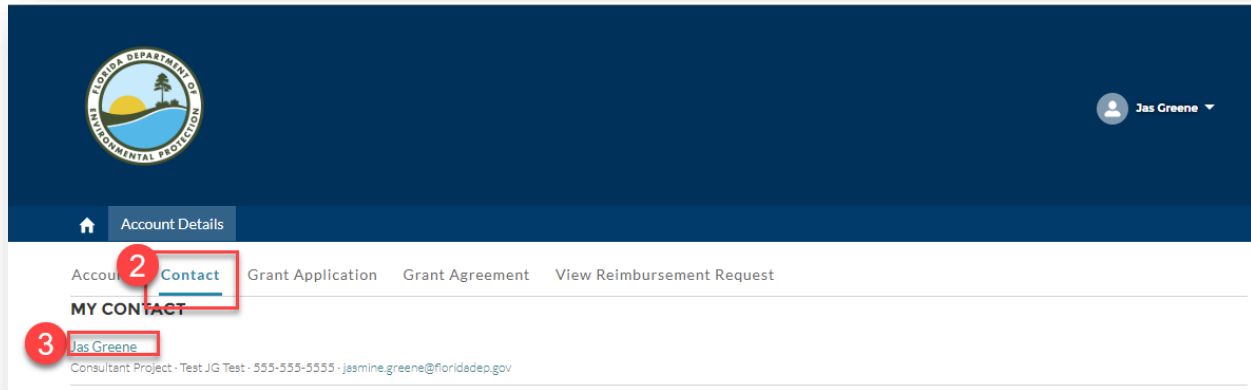 FLORIDA DEPARTMENT OF
ENVIRONMENTAL PROTECTION
Jas Greene
Account Details
2
Contact
Grant Application
Grant Agreement
View Reimbursement Request
MY CONTACT
3
Jas Greene
Consultant Project - Test JG Test - 555-555-5555 - jasmine.greene@floridadep.gov